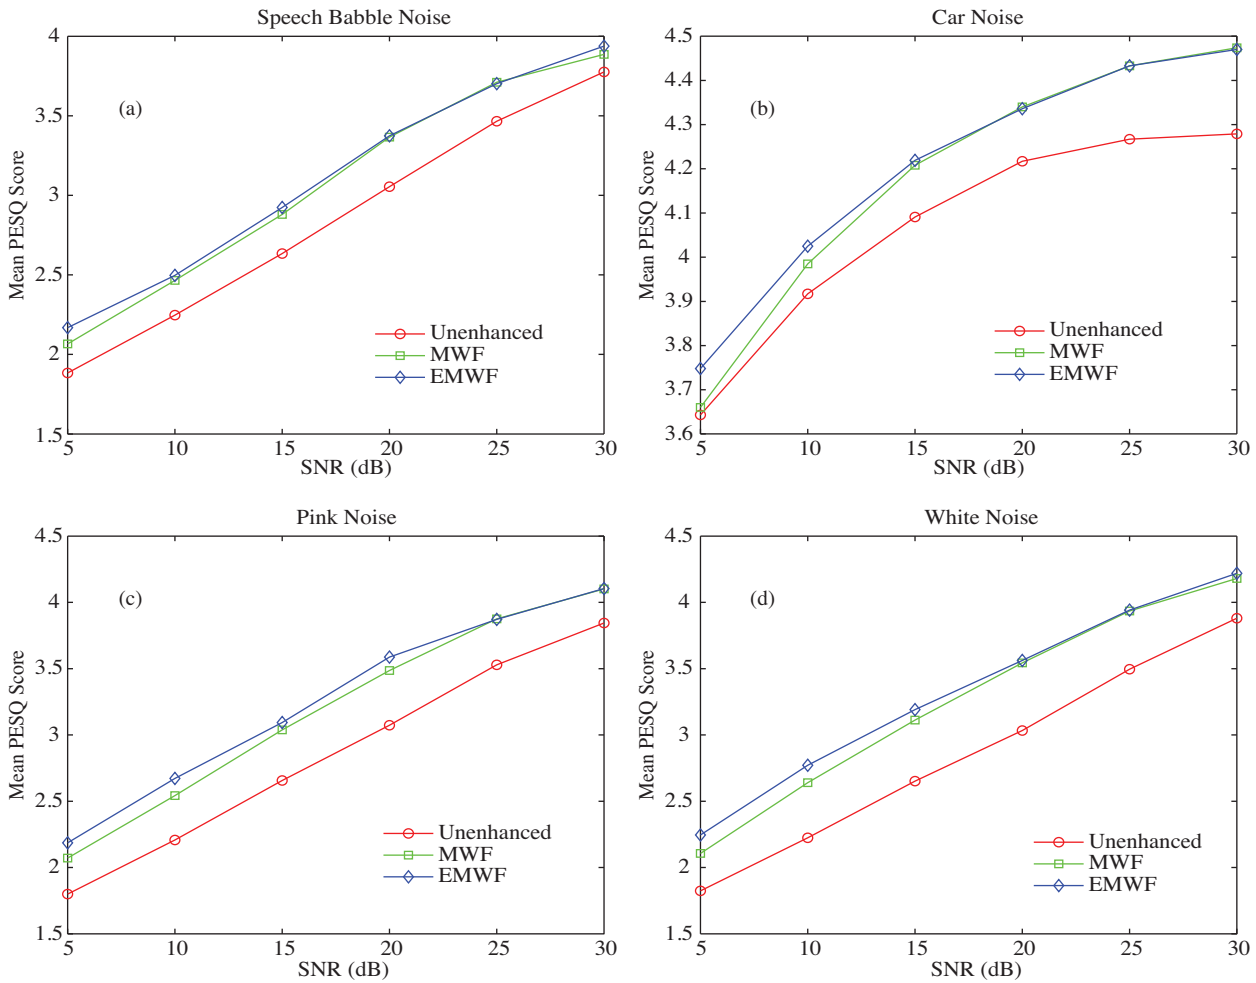 Speech Babble Noise
4
3.5
3
2.5
2
1.5
5 10 15 20 25 30
SNR (dB)
Mean PESQ Score
(a)
Unenhanced
MWF
EMWF
Car Noise
4.5
4.4
4.3
4.2
4.1
4
3.9
3.8
3.7
3.6
5 10 15 20 25 30
SNR (dB)
Mean PESQ Score
(b)
Unenhanced
MWF
EMWF
Pink Noise
4.5
4
3.5
3
2.5
2
1.5
5 10 15 20 25 30
SNR (dB)
Mean PESQ Score
(c)
Unenhanced
MWF
EMWF
White Noise
4.5
4
3.5
3
2.5
2
1.5
5 10 15 20 25 30
SNR (dB)
Mean PESQ Score
(d)
Unenhanced
MWF
EMWF